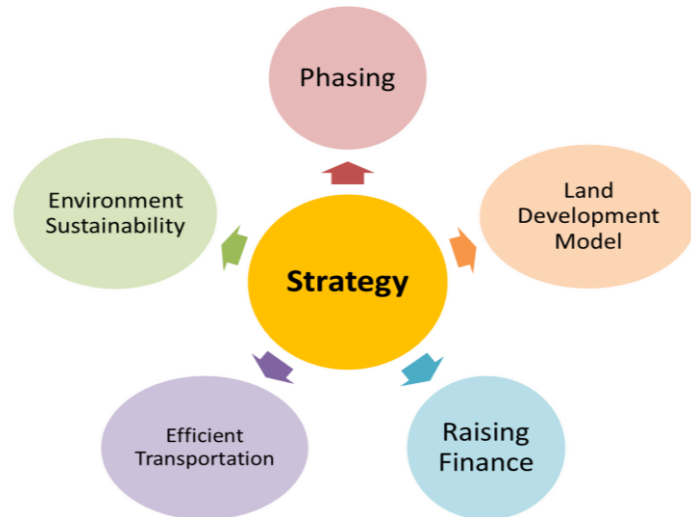 Phasing
Environment
Sustainability
Land
Development
Model
Strategy
Efficient
Transportation
Raising
Finance